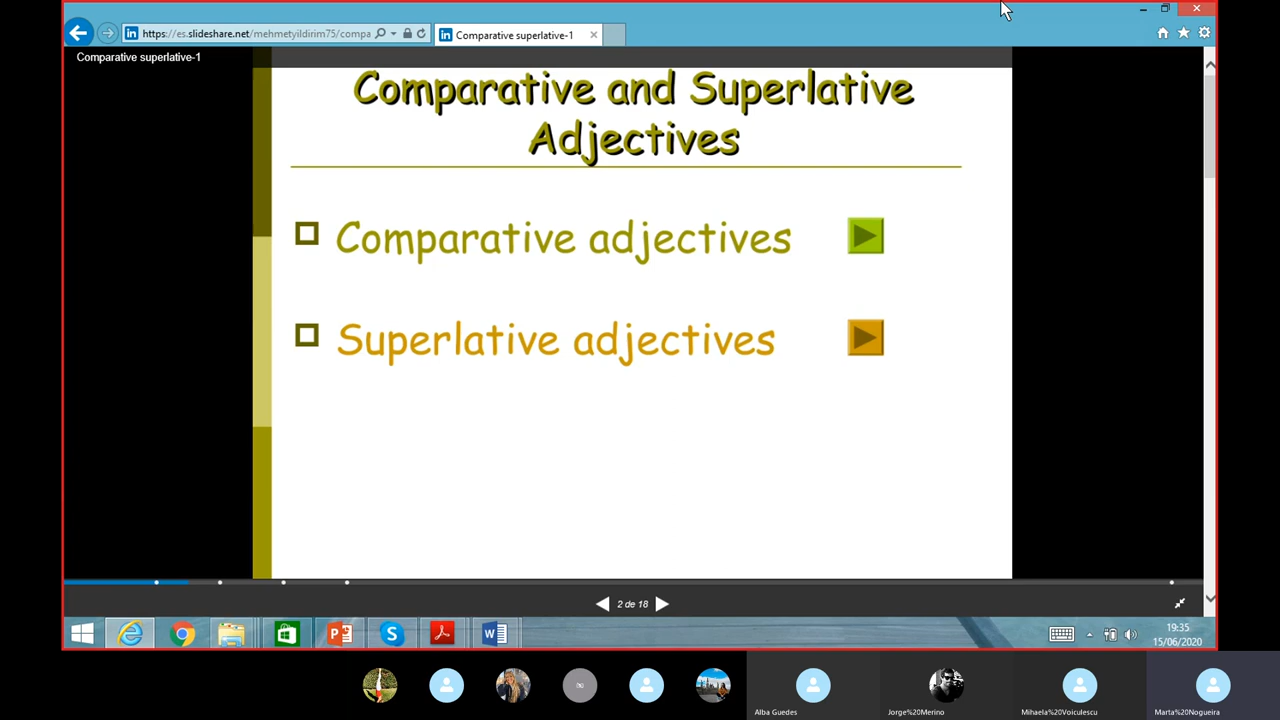 https://es.slideshare.net/mehmetyildirim75/compa
Comparative superlative-1
Comparative superlative-1
Comparative and Superlative
Adjectives
Comparative adjectives
Superlative adjectives
2 de 18
19:35
15/06/2020
Alba Guedes
Jorge%20Merino
Mihaela%20Voiculescu
Marta%20Nogueira